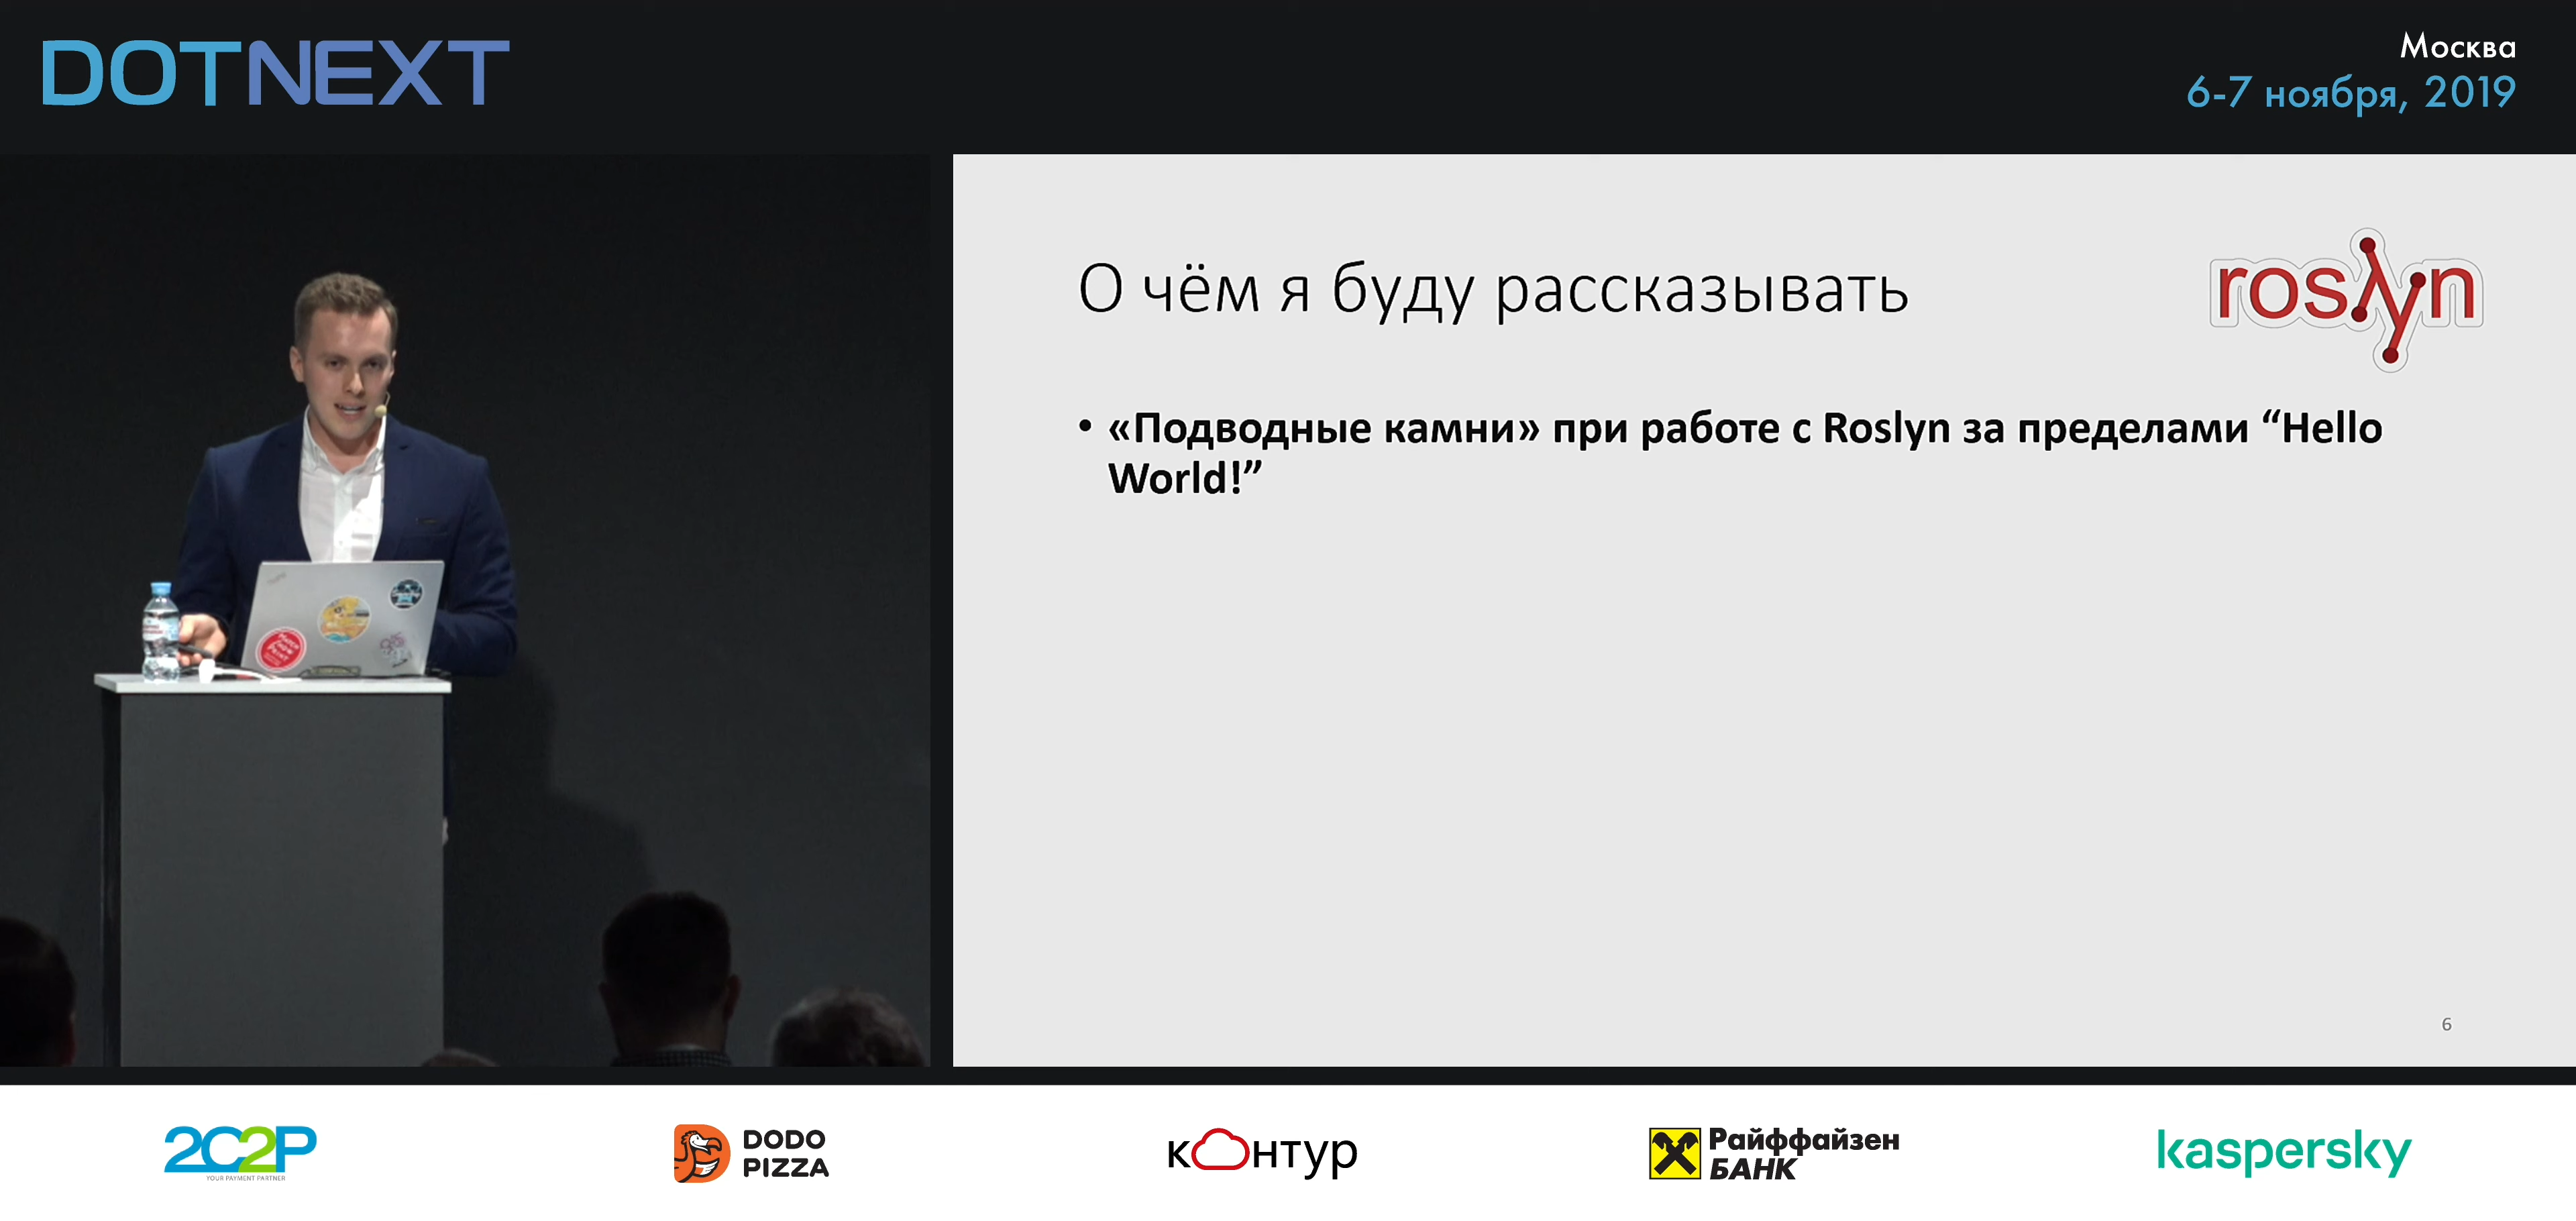 DOTNEXT
Москва
6-7 ноября, 2019
О чём я буду рассказывать
roslyn
• «Подводные камни» при работе с Roslyn за пределами “Hello
World!”
6
2C2P
YOUR PAYMENT PARTNER
DODO
PIZZA
контур
Райффайзен
БАНК
kaspersky